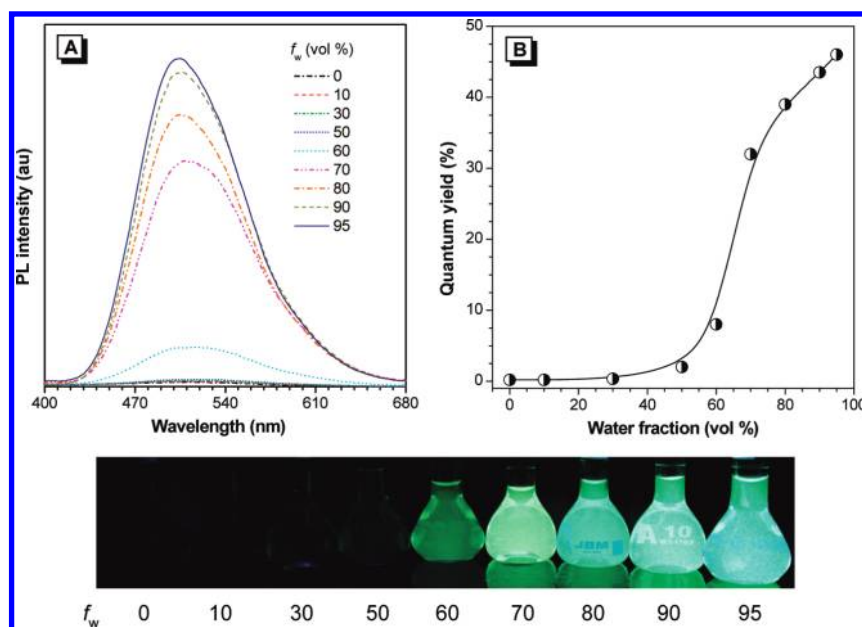 A
f_w (vol %)
0
10
30
50
60
70
80
90
95
PL intensity (au)
400 470 540 610 680
Wavelength (nm)
B
50
40
30
20
10
0
Quantum yield (%)
0 20 40 60 80 100
Water fraction (vol %)
A 10
f_w 0 10 30 50 60 70 80 90 95